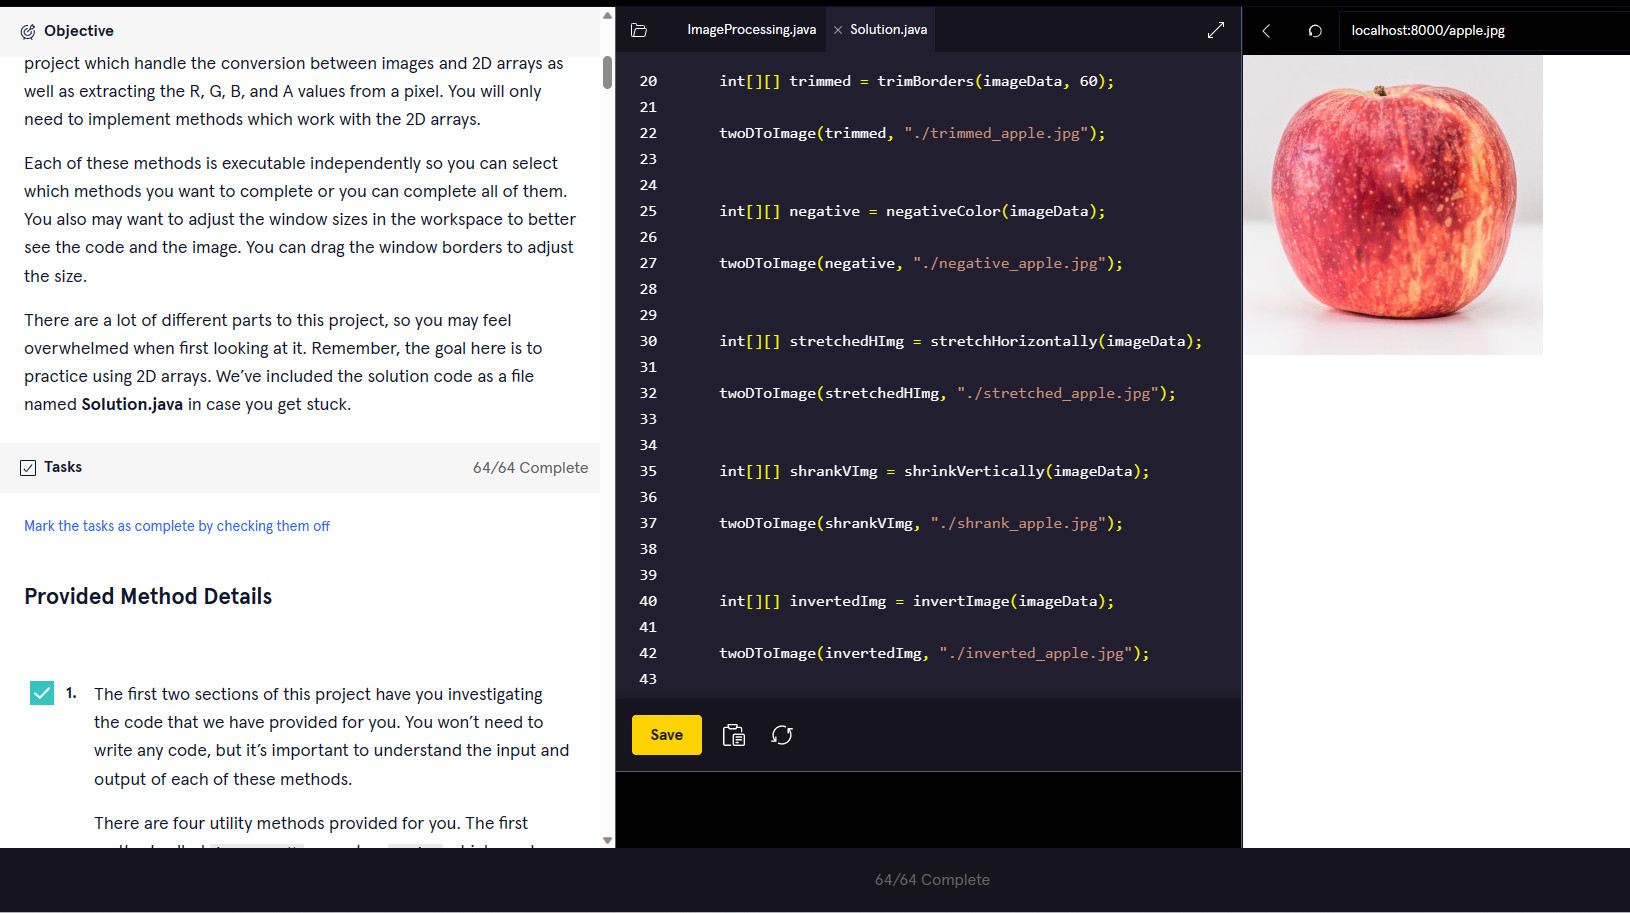 Objective
project which handle the conversion between images and 2D arrays as
well as extracting the R, G, B, and A values from a pixel. You will only
need to implement methods which work with the 2D arrays.
Each of these methods is executable independently so you can select
which methods you want to complete or you can complete all of them.
You also may want to adjust the window sizes in the workspace to better
see the code and the image. You can drag the window borders to adjust
the size.
There are a lot of different parts to this project, so you may feel
overwhelmed when first looking at it. Remember, the goal here is to
practice using 2D arrays. We’ve included the solution code as a file
named Solution.java in case you get stuck.
Tasks
64/64 Complete
Mark the tasks as complete by checking them off
Provided Method Details
1. The first two sections of this project have you investigating
the code that we have provided for you. You won’t need to
write any code, but it’s important to understand the input and
output of each of these methods.
There are four utility methods provided for you. The first
ImageProcessing.java
Solution.java
20 int[][] trimmed = trimBorders(imageData, 60);
21
22 twoDToImage(trimmed, "./trimmed_apple.jpg");
23
24
25 int[][] negative = negativeColor(imageData);
26
27 twoDToImage(negative, "./negative_apple.jpg");
28
29
30 int[][] stretchedHImg = stretchHorizontally(imageData);
31
32 twoDToImage(stretchedHImg, "./stretched_apple.jpg");
33
34
35 int[][] shrankVImg = shrinkVertically(imageData);
36
37 twoDToImage(shrankVImg, "./shrank_apple.jpg");
38
39
40 int[][] invertedImg = invertImage(imageData);
41
42 twoDToImage(invertedImg, "./inverted_apple.jpg");
43
Save
localhost:8000/apple.jpg
64/64 Complete